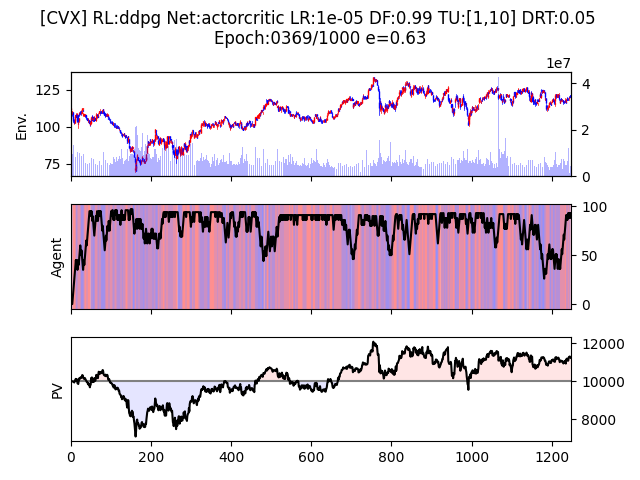 [CVX] RL:ddpg Net:actorcritic LR:1e-05 DF:0.99 TU:[1,10] DRT:0.05
Epoch:0369/1000 e=0.63
1e7
Env.
125
100
75
4
2
0
Agent
100
50
0
PV
12000
10000
8000
0 200 400 600 800 1000 1200